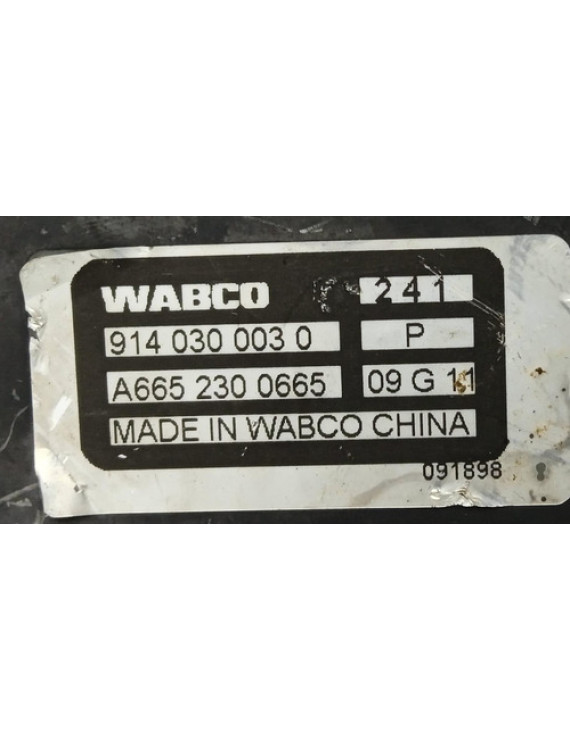 WABCO 241
914 030 003 0 P
A665 230 0665 09 G 11
MADE IN WABCO CHINA
091898